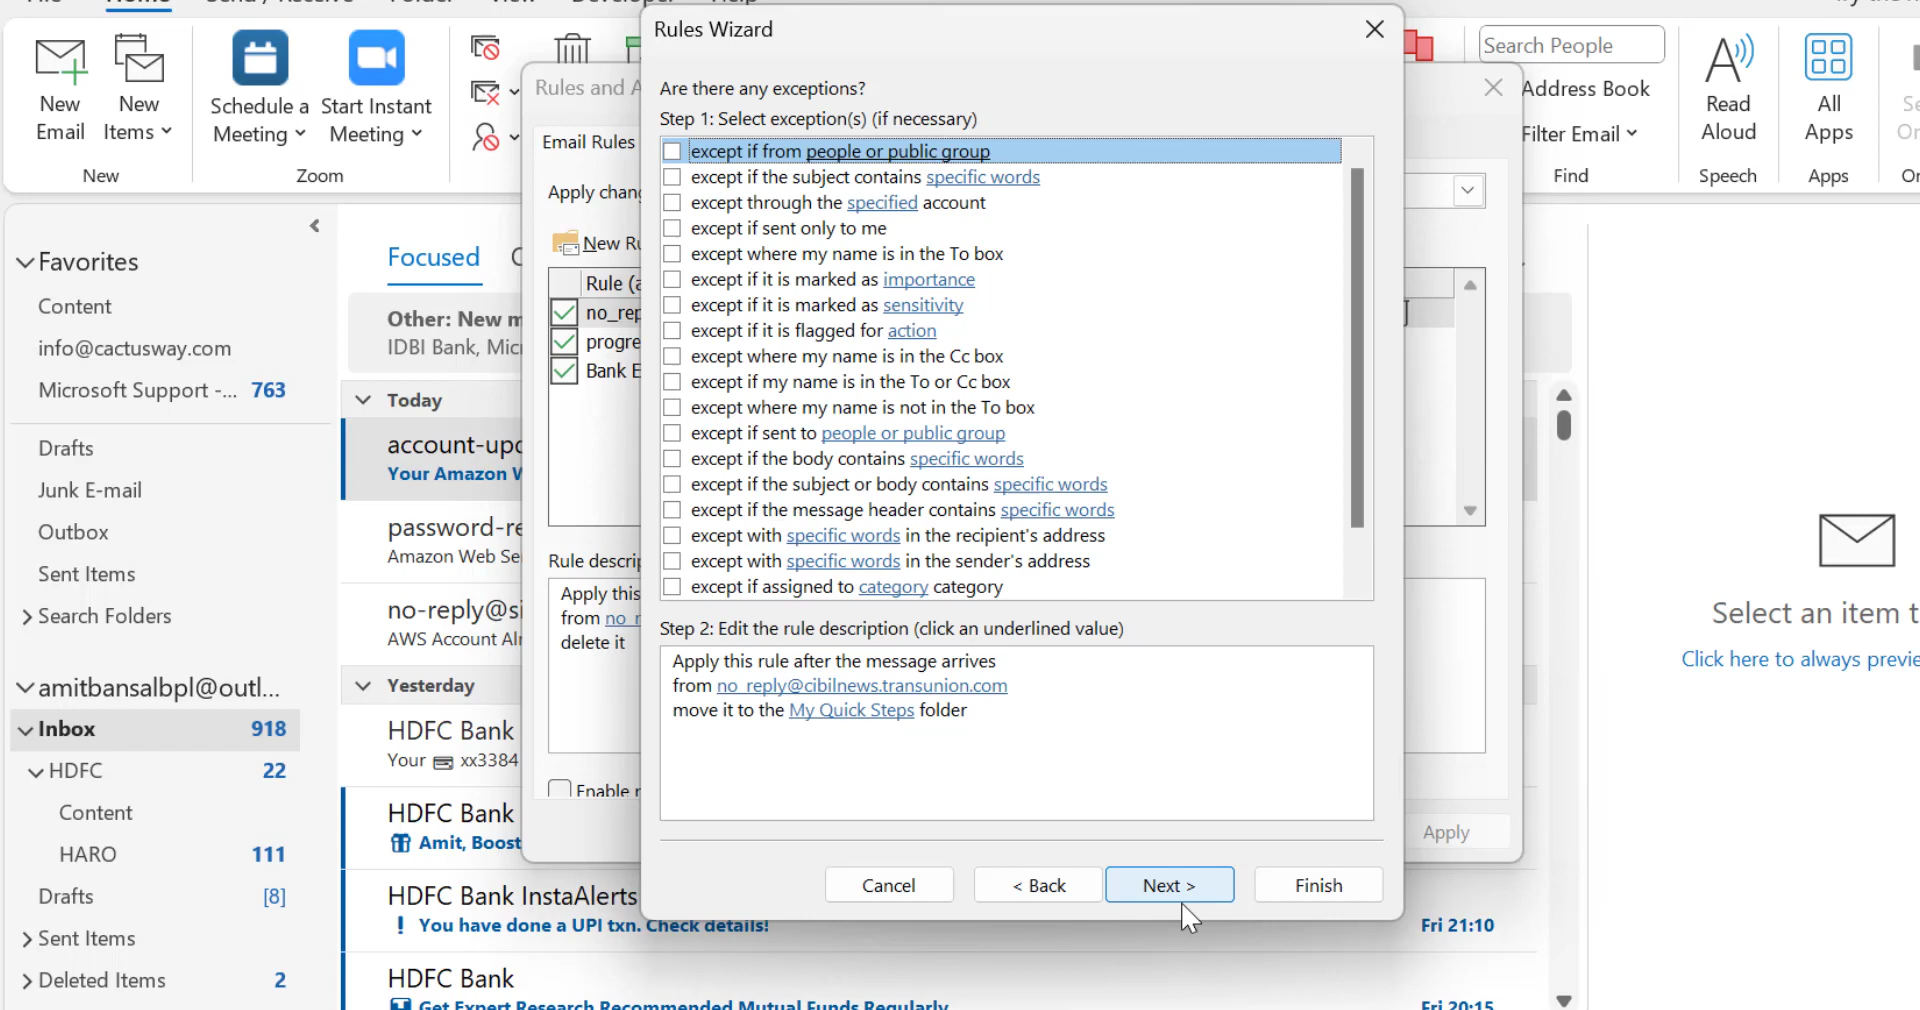 Home
Send / Receive
Folder
View
Developer
Help
New Email
New Items
New
Schedule a Meeting
Start Instant Meeting
Zoom
Search People
Address Book
Filter Email
Find
Read Aloud
Speech
All Apps
Apps
Favorites
Content
info@cactusway.com
Microsoft Support -... 763
Drafts
Junk E-mail
Outbox
Sent Items
Search Folders
amitbansalbpl@outl...
Inbox 918
HDFC 22
Content
HARO 111
Drafts [8]
Sent Items
Deleted Items 2
Focused
Other: New m
IDBI Bank, Mic
Today
account-upd
Your Amazon W
password-re
Amazon Web Se
no-reply@si
AWS Account Al
Yesterday
HDFC Bank
Your xx3384
HDFC Bank
Amit, Boost
HDFC Bank InstaAlerts
! You have done a UPI txn. Check details! Fri 21:10
HDFC Bank
Get Expert Research Recommended Mutual Funds Regularly Fri 20:15
Rules and A
Email Rules
Apply chang
New Ru
Rule (a
no_rep
progre
Bank E
Rule descrip
Apply this
from no_r
delete it
Enable r
Apply
Rules Wizard
Are there any exceptions?
Step 1: Select exception(s) (if necessary)
except if from people or public group
except if the subject contains specific words
except through the specified account
except if sent only to me
except where my name is in the To box
except if it is marked as importance
except if it is marked as sensitivity
except if it is flagged for action
except where my name is in the Cc box
except if my name is in the To or Cc box
except where my name is not in the To box
except if sent to people or public group
except if the body contains specific words
except if the subject or body contains specific words
except if the message header contains specific words
except with specific words in the recipient's address
except with specific words in the sender's address
except if assigned to category category
Step 2: Edit the rule description (click an underlined value)
Apply this rule after the message arrives
from no_reply@cibilnews.transunion.com
move it to the My Quick Steps folder
Cancel
< Back
Next >
Finish
Select an item t
Click here to always previe